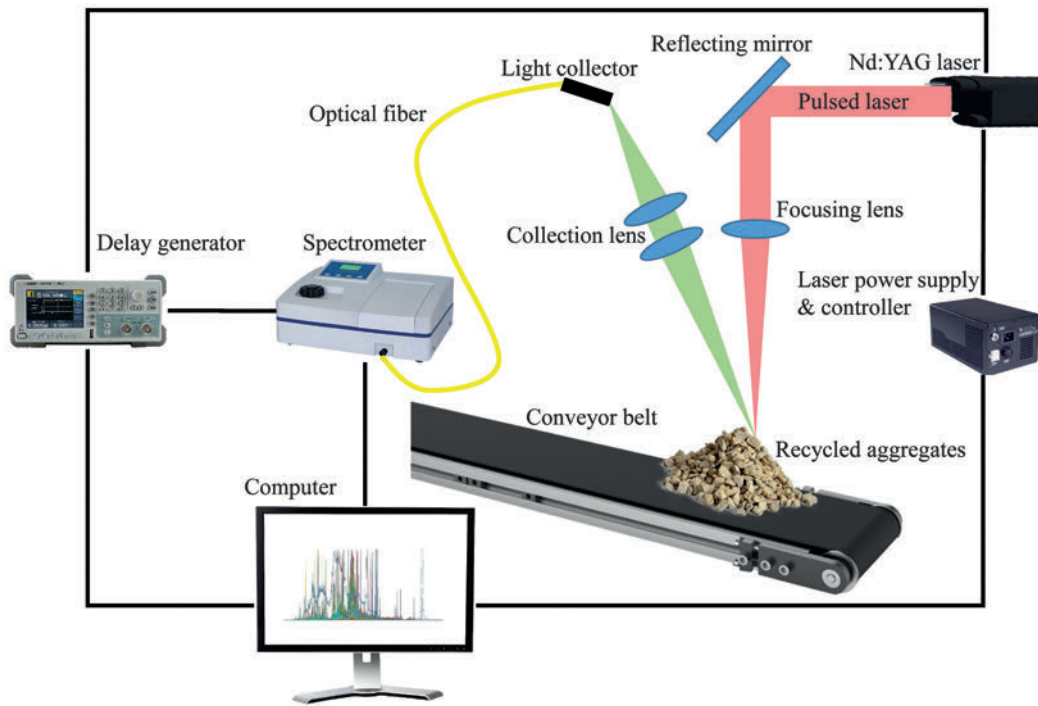 Reflecting mirror
Nd:YAG laser
Light collector
Pulsed laser
Optical fiber
Focusing lens
Collection lens
Delay generator
Spectrometer
Laser power supply
& controller
Conveyor belt
Recycled aggregates
Computer